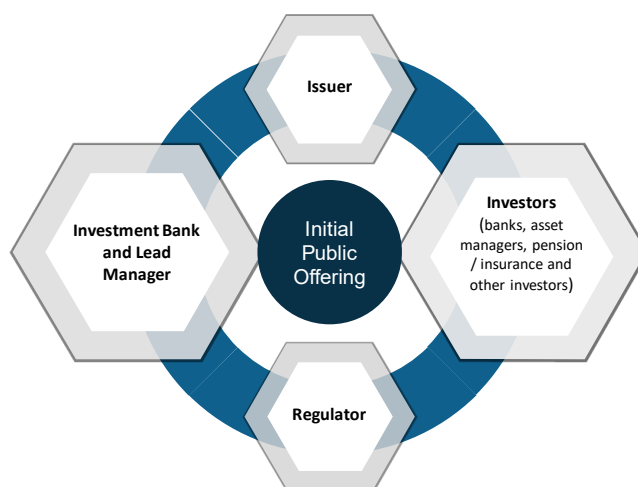 Issuer
Investment Bank
and Lead
Manager
Initial
Public
Offering
Investors
(banks, asset
managers, pension
/ insurance and
other investors)
Regulator